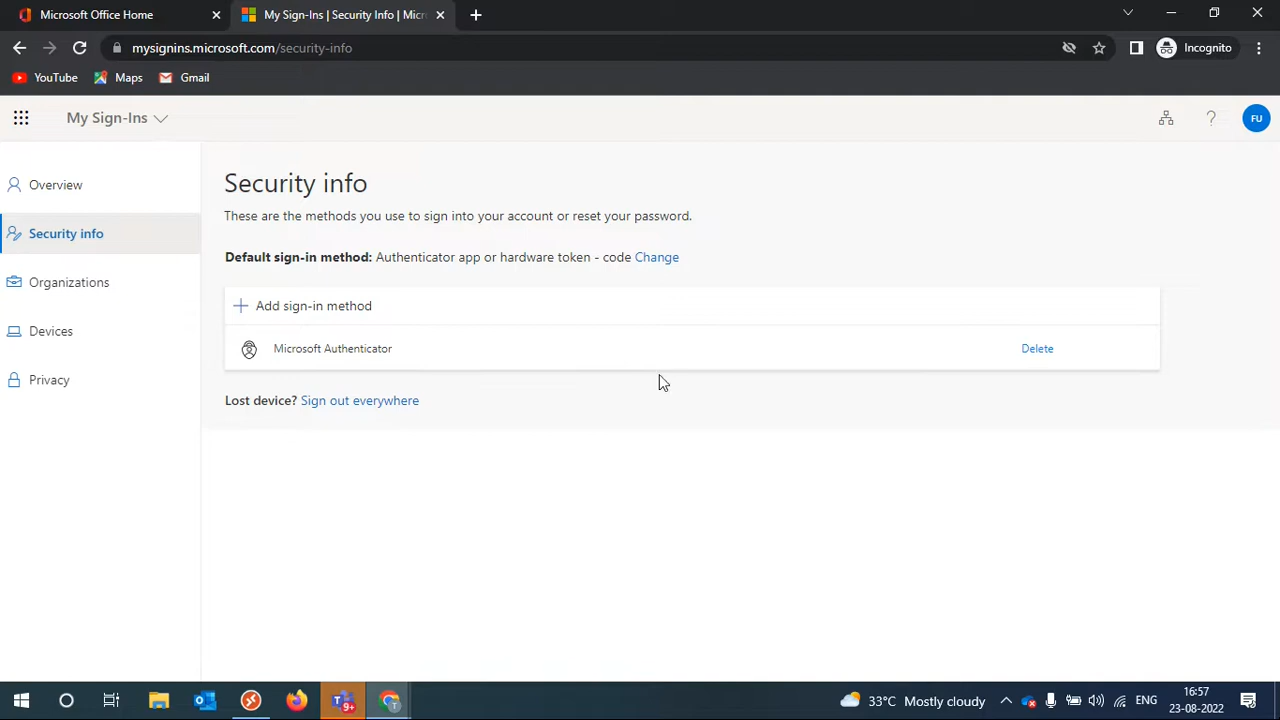 Microsoft Office Home
My Sign-Ins | Security Info | Micr
mysignins.microsoft.com/security-info
Incognito
YouTube
Maps
Gmail
My Sign-Ins
?
FU
Overview
Security info
Organizations
Devices
Privacy
Security info
These are the methods you use to sign into your account or reset your password.
Default sign-in method: Authenticator app or hardware token - code Change
Add sign-in method
Microsoft Authenticator
Delete
Lost device? Sign out everywhere
9+
T
33°C Mostly cloudy
ENG
16:57
23-08-2022